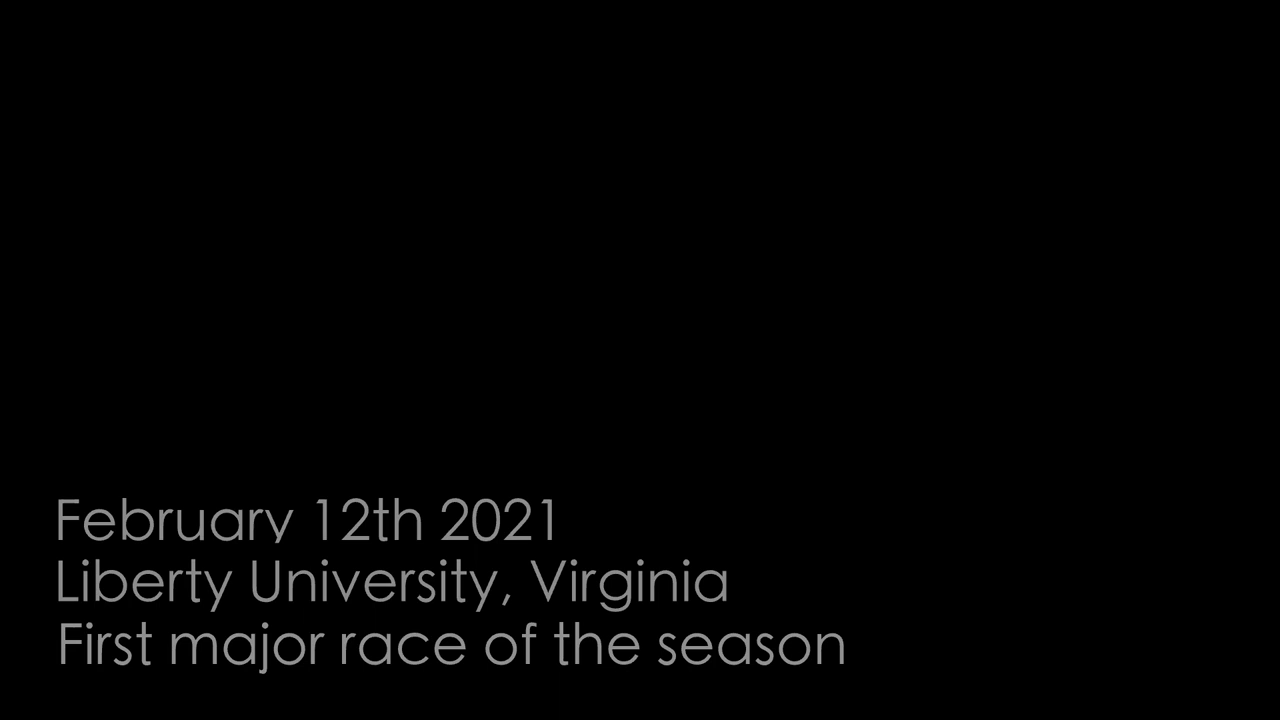 February 12th 2021
Liberty University, Virginia
First major race of the season